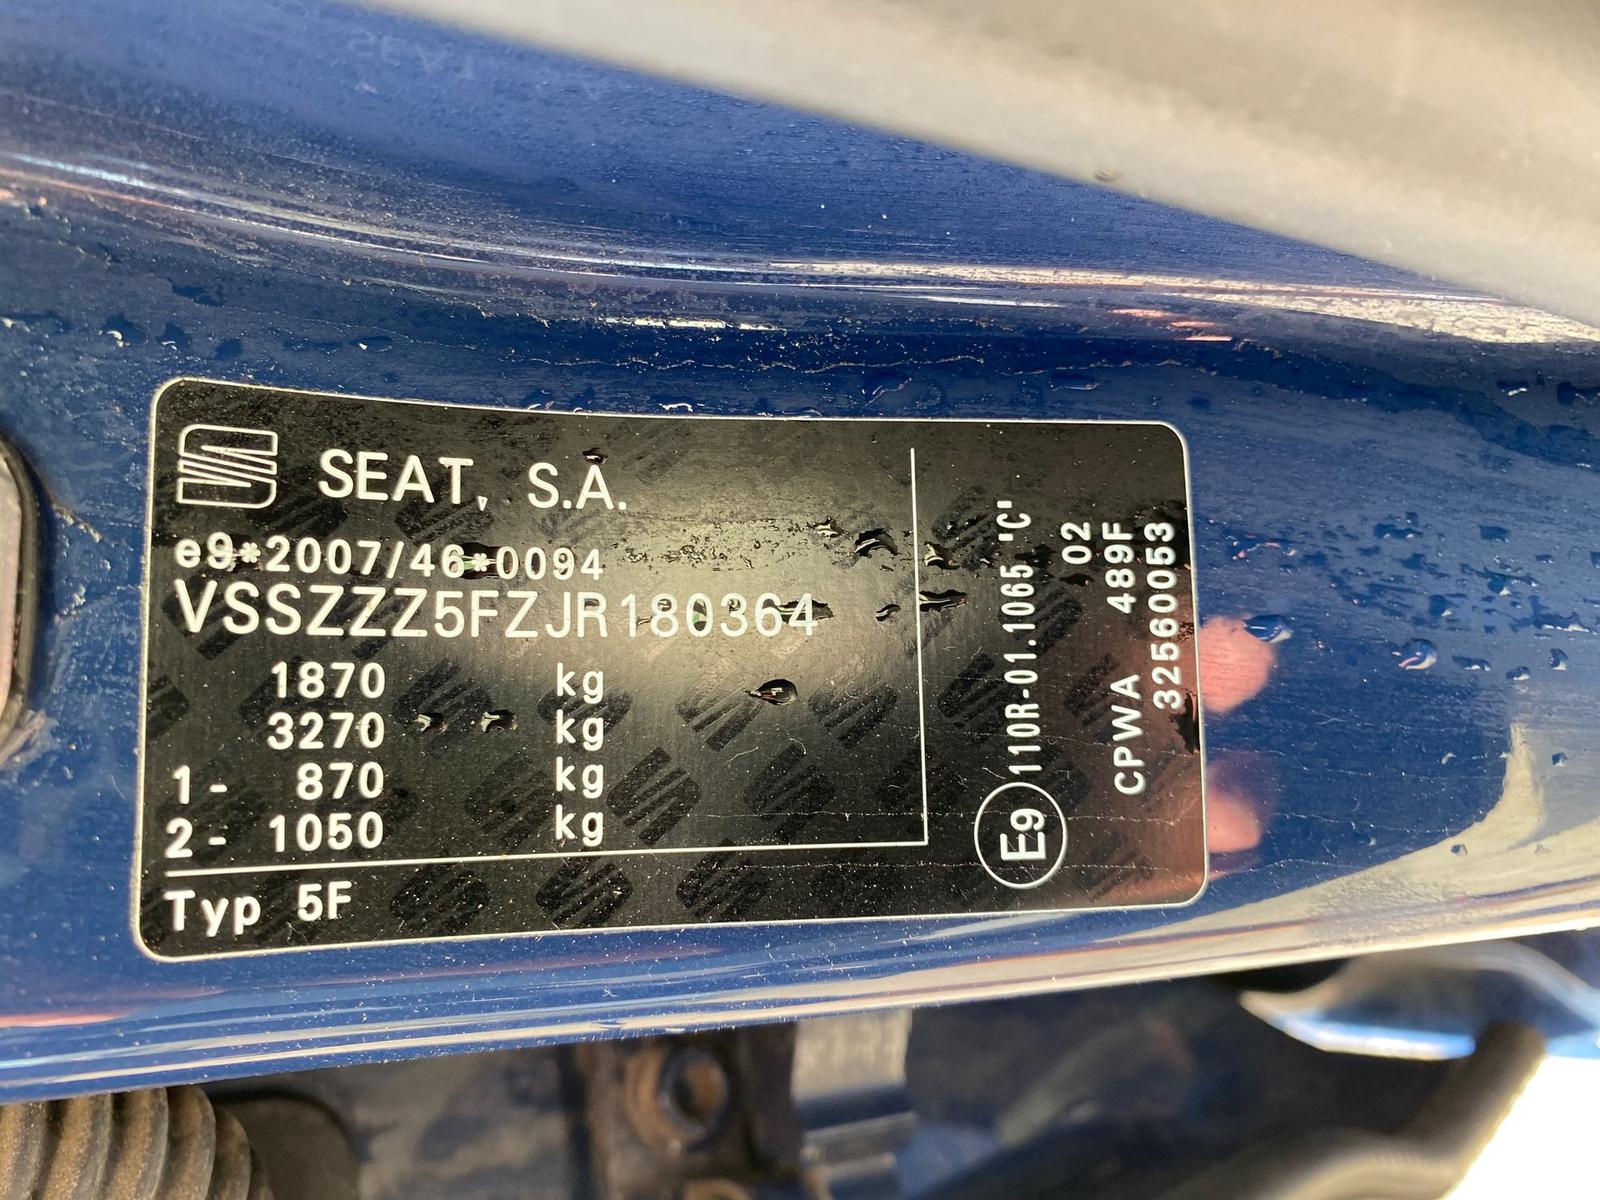 SEAT, S.A.
e9*2007/46*0094
VSSZZZ5FZJR180364
1870 kg
3270 kg
1- 870 kg
2- 1050 kg
Typ 5F
E9 110R-01.1065 "C"
02
CPWA 489F
32560053